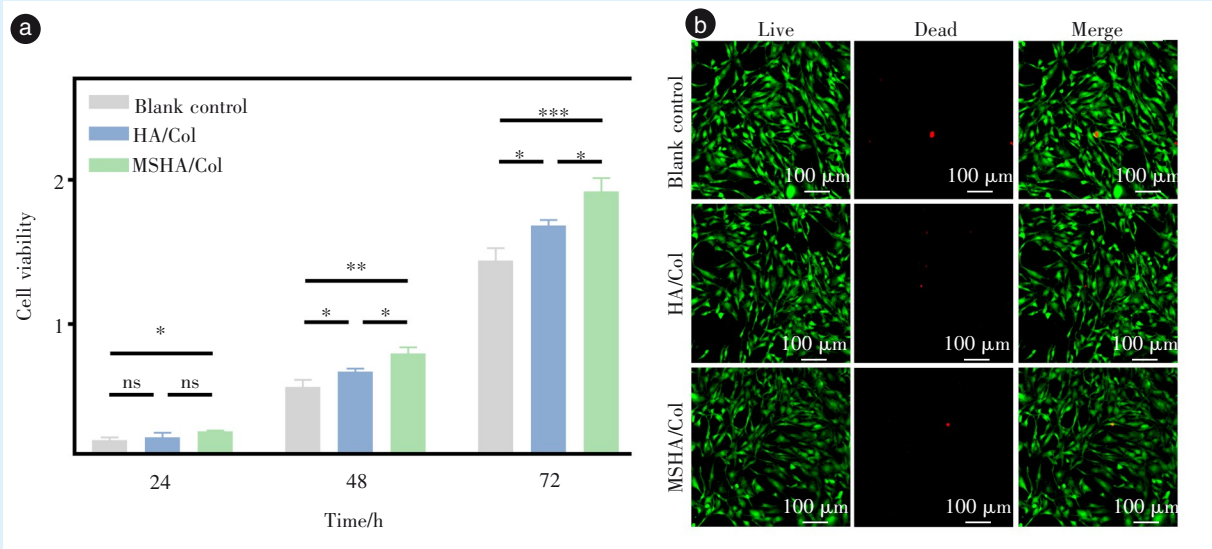 a
Blank control
HA/Col
MSHA/Col
Cell viability
2
1
*
ns
ns
**
*
*
***
*
*
24
48
72
Time/h
b
Live
Dead
Merge
Blank control
100 μm
100 μm
100 μm
HA/Col
100 μm
100 μm
100 μm
MSHA/Col
100 μm
100 μm
100 μm